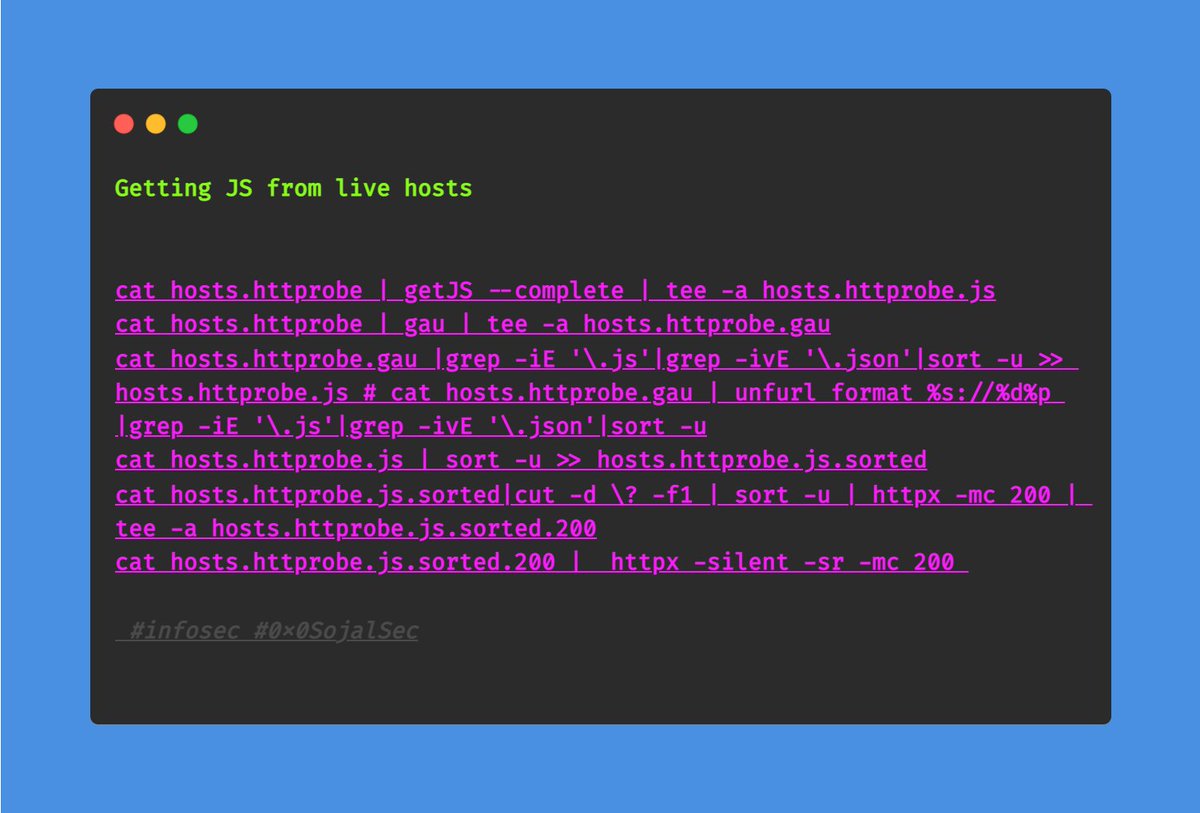 Getting JS from live hosts
cat hosts.httprobe | getJS --complete | tee -a hosts.httprobe.js
cat hosts.httprobe | gau | tee -a hosts.httprobe.gau
cat hosts.httprobe.gau |grep -iE '\.js'|grep -ivE '\.json'|sort -u >>
hosts.httprobe.js # cat hosts.httprobe.gau | unfurl format %s://%d%p
|grep -iE '\.js'|grep -ivE '\.json'|sort -u
cat hosts.httprobe.js | sort -u >> hosts.httprobe.js.sorted
cat hosts.httprobe.js.sorted|cut -d \? -f1 | sort -u | httpx -mc 200 |
tee -a hosts.httprobe.js.sorted.200
cat hosts.httprobe.js.sorted.200 |  httpx -silent -sr -mc 200
#infosec #0x0SojalSec